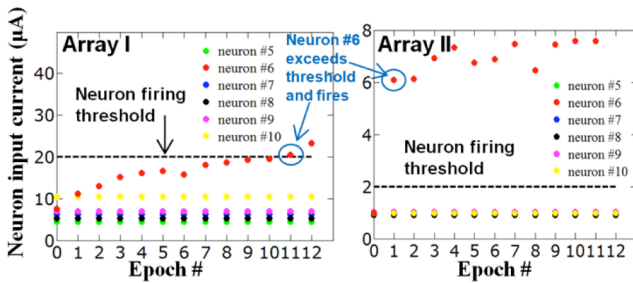 Neuron input current (μA)
Array I
40
30
20
10
0
neuron #5
neuron #6
neuron #7
neuron #8
neuron #9
neuron #10
Neuron firing
threshold
Neuron #6
exceeds
threshold
and fires
0 1 2 3 4 5 6 7 8 9 10 11 12
Epoch #
Array II
8
6
4
2
0
Neuron firing
threshold
neuron #5
neuron #6
neuron #7
neuron #8
neuron #9
neuron #10
0 1 2 3 4 5 6 7 8 9 10 11 12
Epoch #